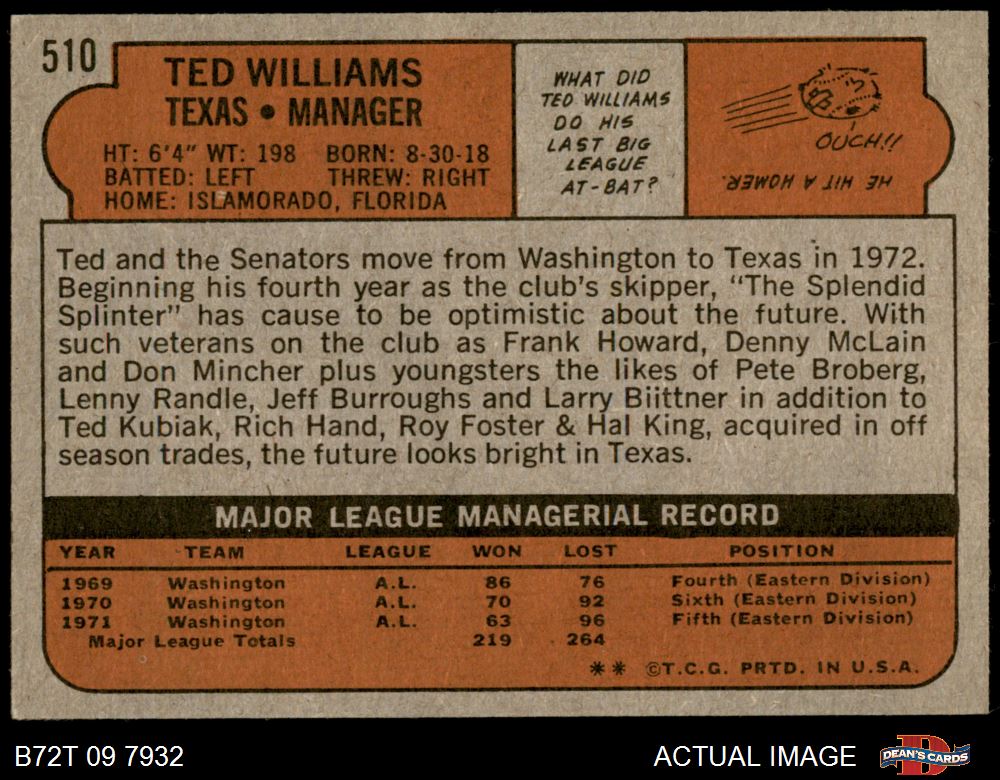 510
TED WILLIAMS
TEXAS • MANAGER
HT: 6'4" WT: 198 BORN: 8-30-18
BATTED: LEFT THREW: RIGHT
HOME: ISLAMORADO, FLORIDA
WHAT DID
TED WILLIAMS
DO HIS
LAST BIG
LEAGUE
AT-BAT?
OUCH!!
HE HIT A HOMER.
Ted and the Senators move from Washington to Texas in 1972.
Beginning his fourth year as the club's skipper, "The Splendid
Splinter" has cause to be optimistic about the future. With
such veterans on the club as Frank Howard, Denny McLain
and Don Mincher plus youngsters the likes of Pete Broberg,
Lenny Randle, Jeff Burroughs and Larry Biittner in addition to
Ted Kubiak, Rich Hand, Roy Foster & Hal King, acquired in off
season trades, the future looks bright in Texas.
MAJOR LEAGUE MANAGERIAL RECORD
YEAR TEAM LEAGUE WON LOST POSITION
1969 Washington A.L. 86 76 Fourth (Eastern Division)
1970 Washington A.L. 70 92 Sixth (Eastern Division)
1971 Washington A.L. 63 96 Fifth (Eastern Division)
Major League Totals 219 264
** ©T.C.G. PRTD. IN U.S.A.
B72T 09 7932 ACTUAL IMAGE DEAN'S CARDS